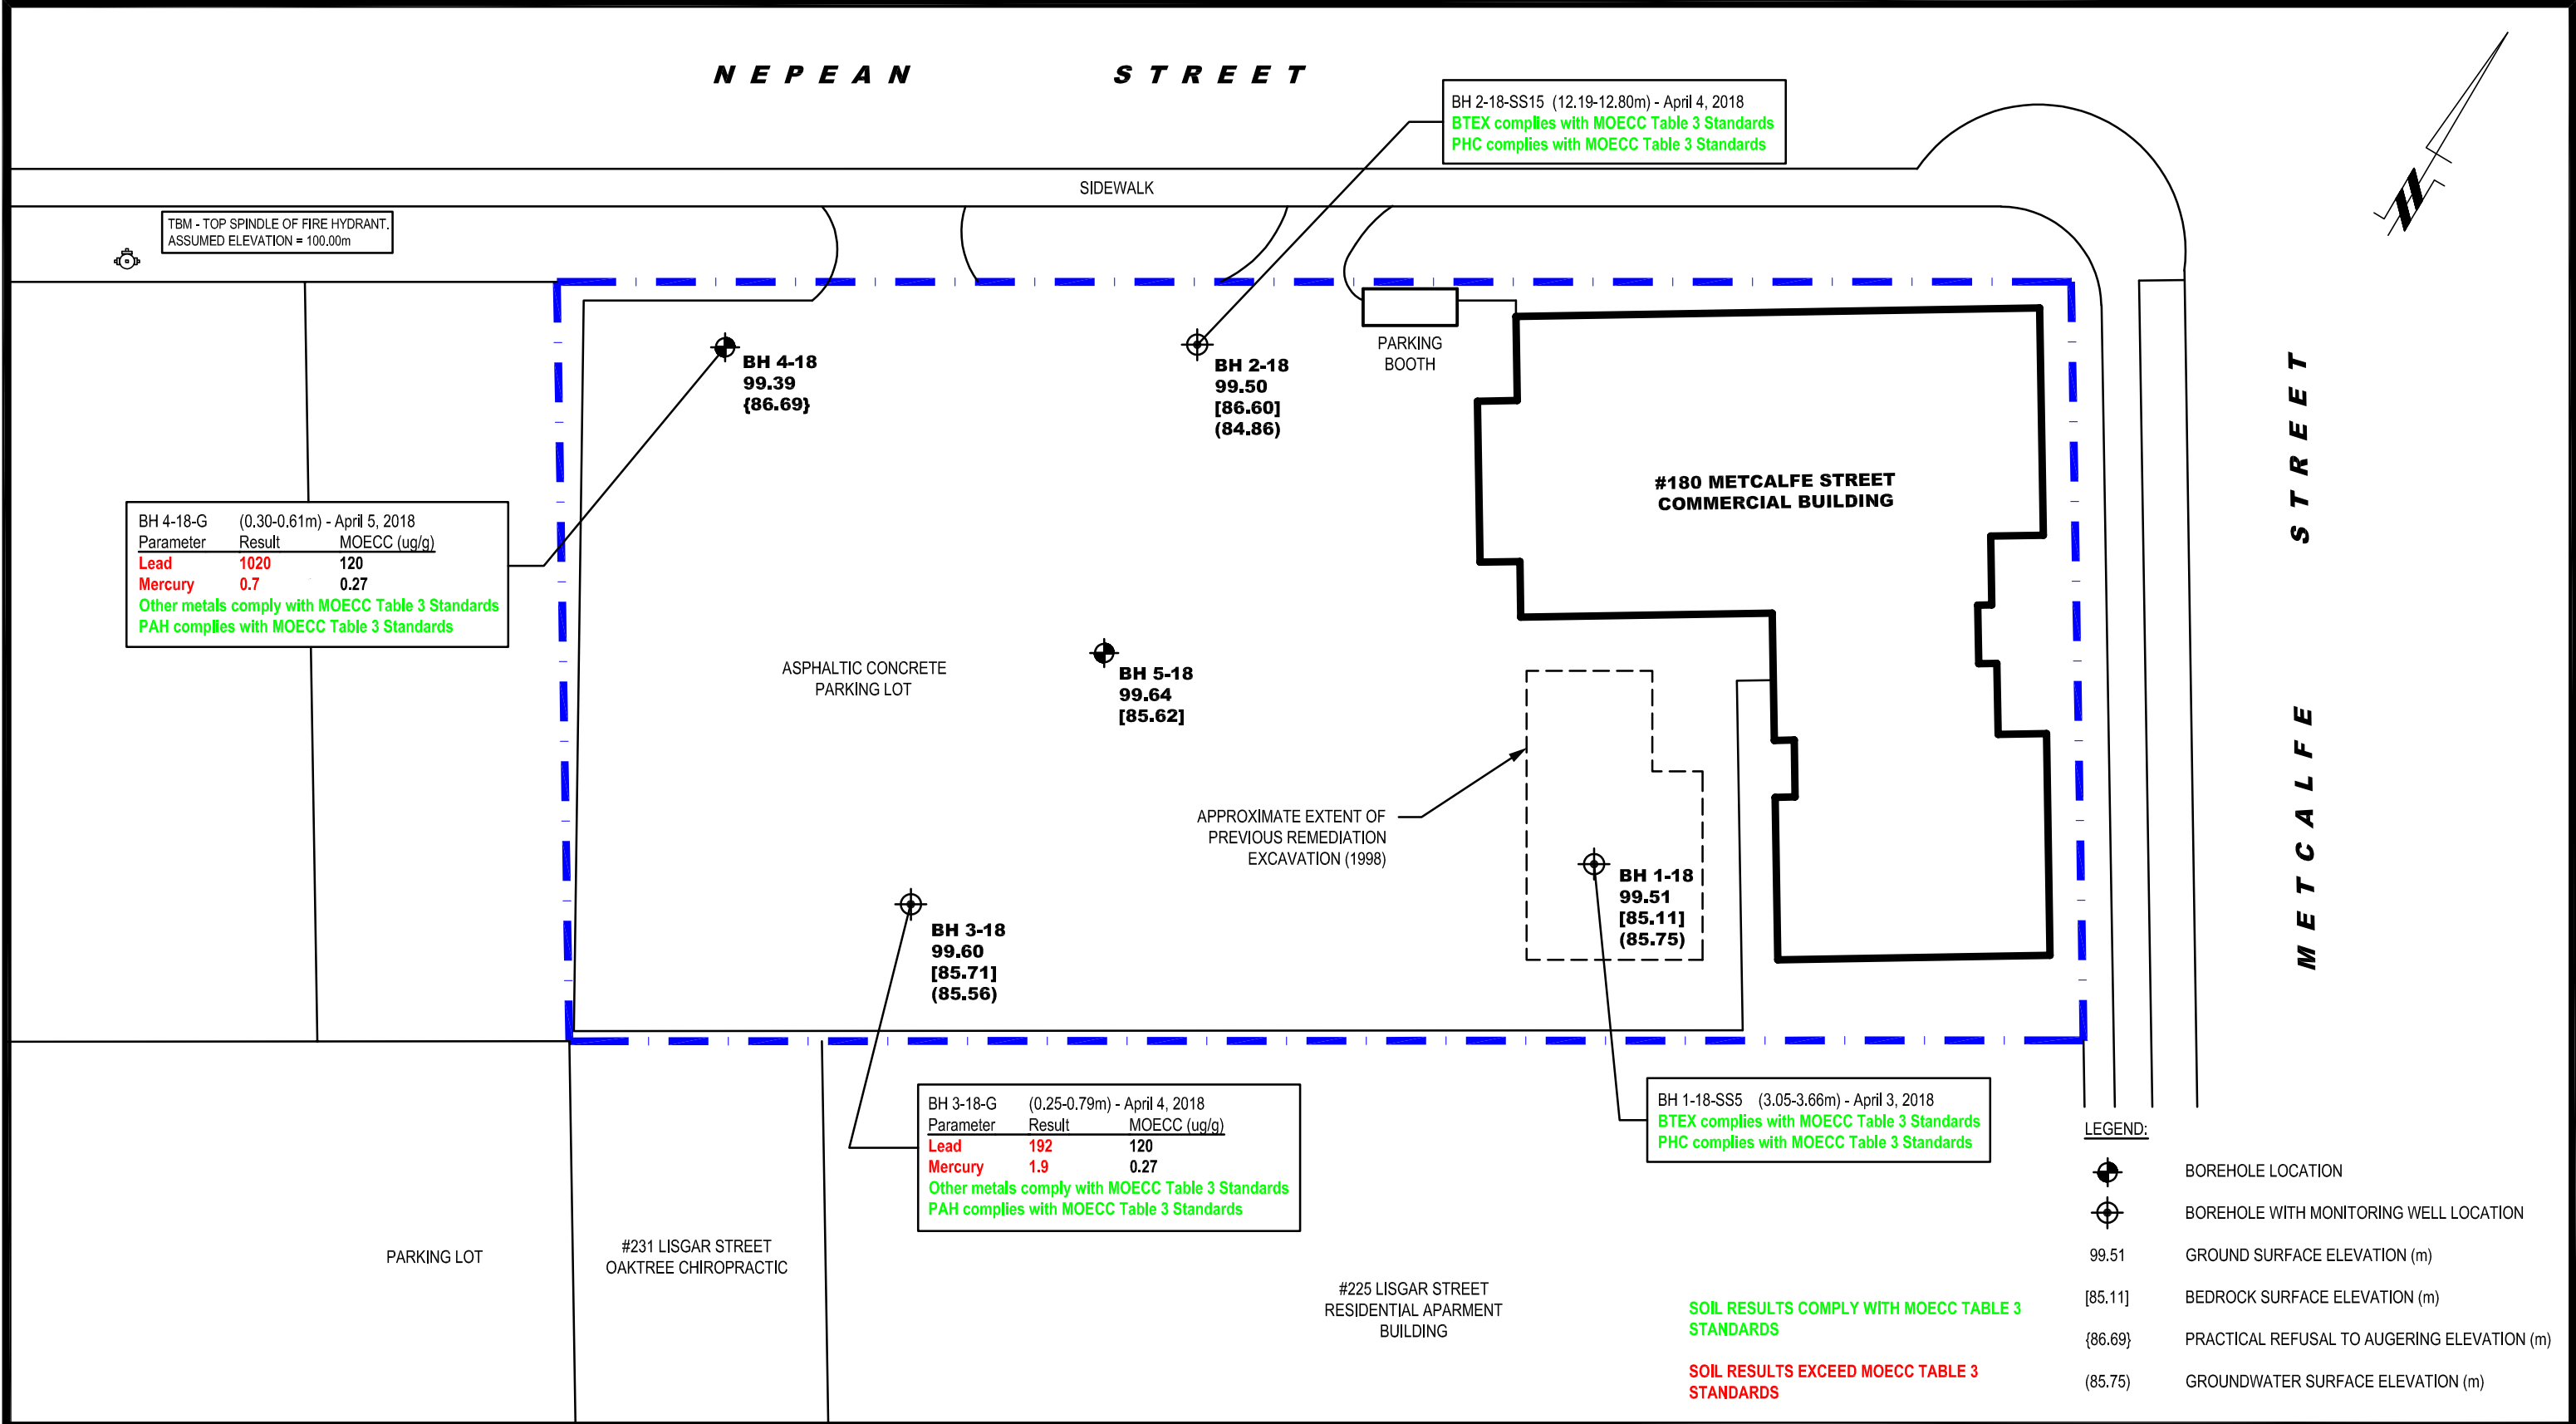 NEPEAN STREET
BH 2-18-SS15 (12.19-12.80m) - April 4, 2018
BTEX complies with MOECC Table 3 Standards
PHC complies with MOECC Table 3 Standards
SIDEWALK
TBM - TOP SPINDLE OF FIRE HYDRANT.
ASSUMED ELEVATION = 100.00m
PARKING
BOOTH
BH 4-18
99.39
{86.69}
BH 2-18
99.50
[86.60]
(84.86)
#180 METCALFE STREET
COMMERCIAL BUILDING
METCALFE STREET
BH 4-18-G (0.30-0.61m) - April 5, 2018
Parameter Result MOECC (ug/g)
Lead 1020 120
Mercury 0.7 0.27
Other metals comply with MOECC Table 3 Standards
PAH complies with MOECC Table 3 Standards
ASPHALTIC CONCRETE
PARKING LOT
BH 5-18
99.64
[85.62]
APPROXIMATE EXTENT OF
PREVIOUS REMEDIATION
EXCAVATION (1998)
BH 1-18
99.51
[85.11]
(85.75)
BH 3-18
99.60
[85.71]
(85.56)
BH 3-18-G (0.25-0.79m) - April 4, 2018
Parameter Result MOECC (ug/g)
Lead 192 120
Mercury 1.9 0.27
Other metals comply with MOECC Table 3 Standards
PAH complies with MOECC Table 3 Standards
BH 1-18-SS5 (3.05-3.66m) - April 3, 2018
BTEX complies with MOECC Table 3 Standards
PHC complies with MOECC Table 3 Standards
PARKING LOT
#231 LISGAR STREET
OAKTREE CHIROPRACTIC
#225 LISGAR STREET
RESIDENTIAL APARMENT
BUILDING
SOIL RESULTS COMPLY WITH MOECC TABLE 3
STANDARDS
SOIL RESULTS EXCEED MOECC TABLE 3
STANDARDS
LEGEND:
BOREHOLE LOCATION
BOREHOLE WITH MONITORING WELL LOCATION
99.51 GROUND SURFACE ELEVATION (m)
[85.11] BEDROCK SURFACE ELEVATION (m)
{86.69} PRACTICAL REFUSAL TO AUGERING ELEVATION (m)
(85.75) GROUNDWATER SURFACE ELEVATION (m)